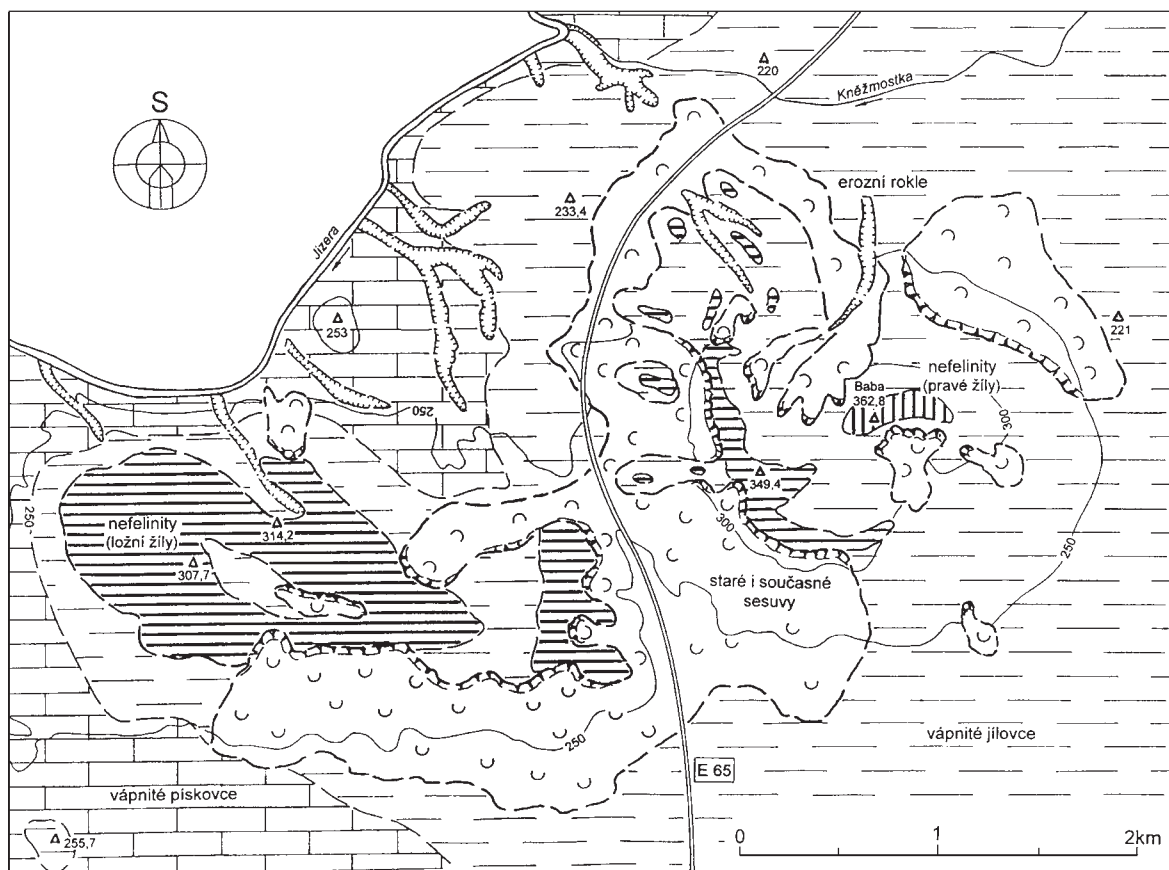 S
220
Kněžmostka
erozní rokle
233,4
Jizera
253
221
nefelinity
(pravé žíly)
Baba
362,8
250
300
349,4
nefelinity
(ložní žíly)
314,2
307,7
250
300
250
staré i současné
sesuvy
250
vápnité jílovce
E 65
vápnité pískovce
255,7
0
1
2km